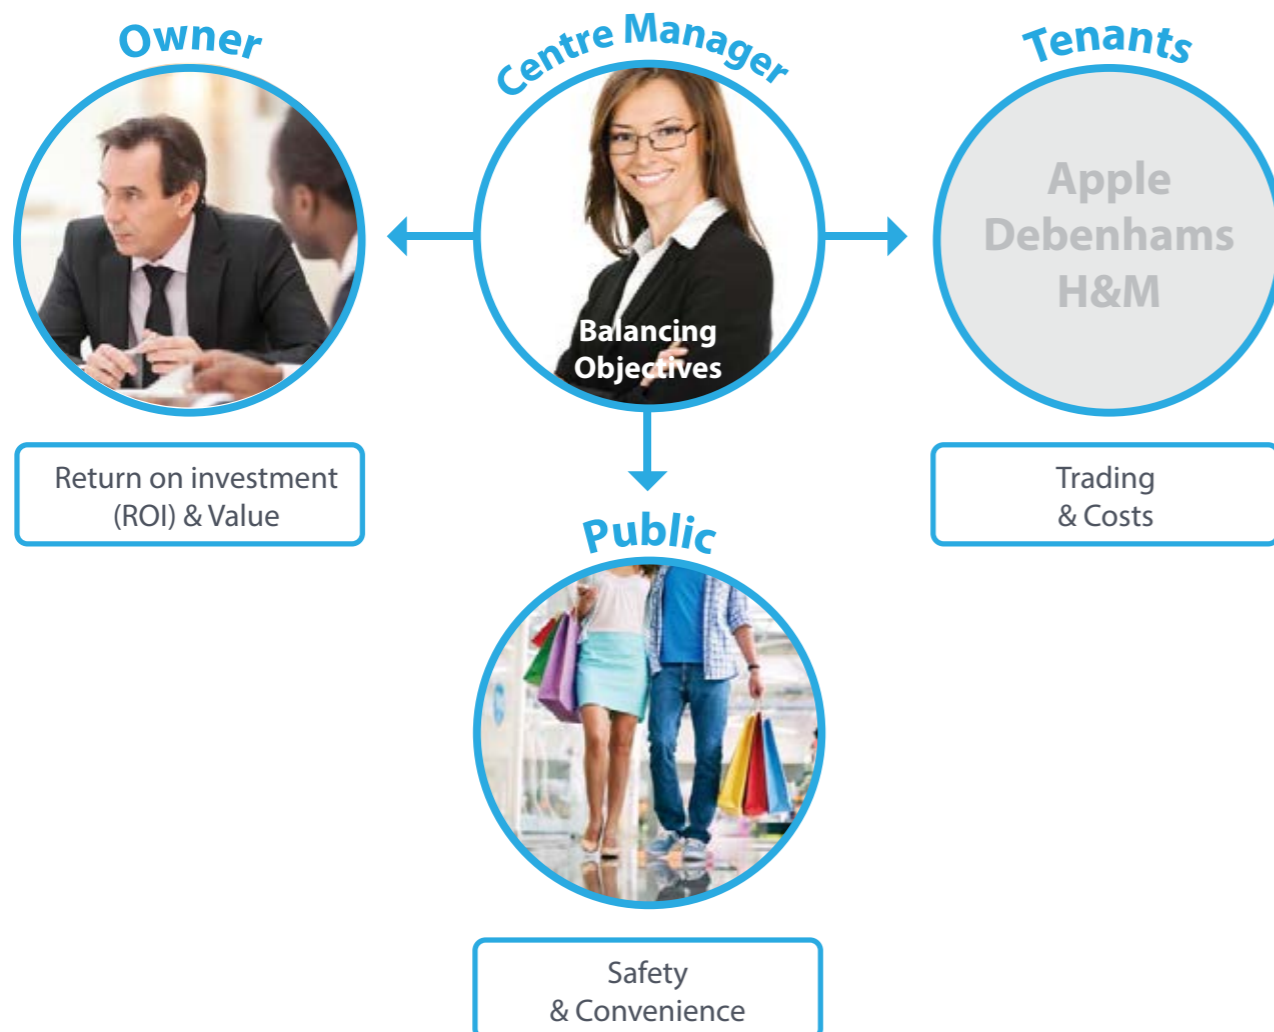 Owner
Centre Manager
Tenants
Apple
Debenhams
H&M
Balancing
Objectives
Return on investment
(ROI) & Value
Trading
& Costs
Public
Safety
& Convenience